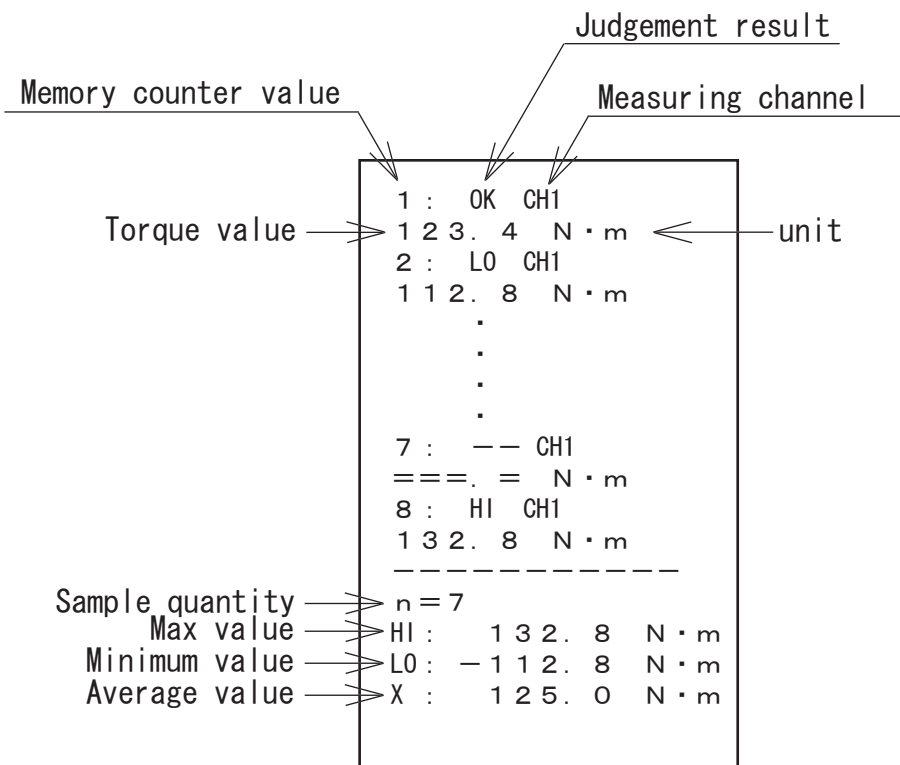 Judgement result
Memory counter value
Measuring channel
1: OK CH1
Torque value 123.4 N・m unit
2: LO CH1
112.8 N・m
・
・
・
・
7: −− CH1
===.= N・m
8: HI CH1
132.8 N・m
−−−−−−−−−−−
Sample quantity n=7
Max value HI: 132.8 N・m
Minimum value LO: −112.8 N・m
Average value X: 125.0 N・m